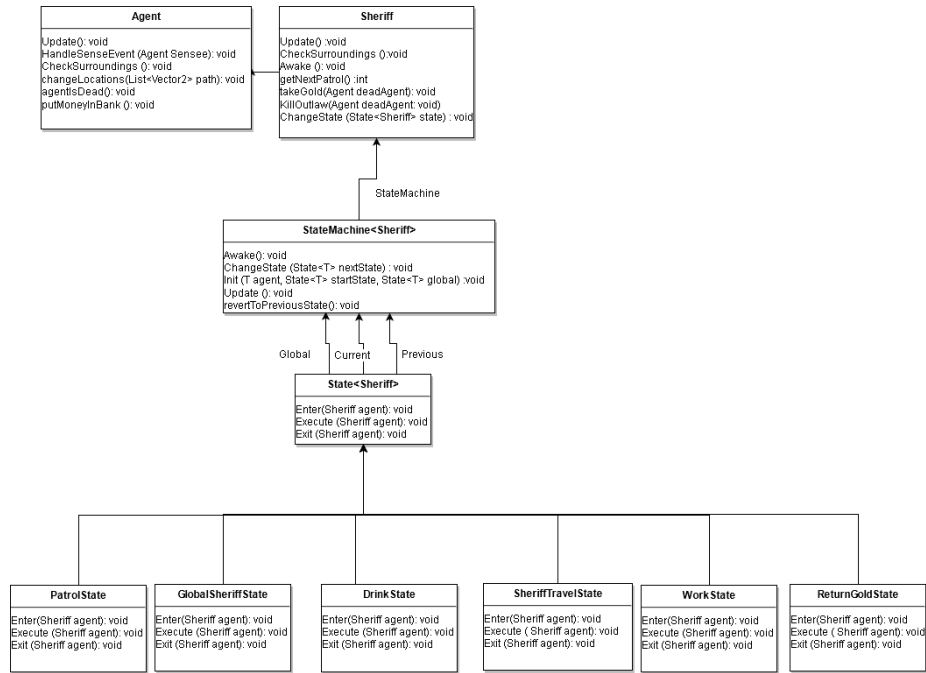 Agent
Update(): void
HandleSenseEvent (Agent Sensee): void
CheckSurroundings (): void
changeLocations(List<Vector2> path): void
agentIsDead(): void
putMoneyInBank (): void
Sheriff
Update() :void
CheckSurroundings ():void
Awake (): void
getNextPatrol() :int
takeGold(Agent deadAgent): void
KillOutlaw(Agent deadAgent: void)
ChangeState (State<Sheriff> state) : void
StateMachine
StateMachine<Sheriff>
Awake(): void
ChangeState (State<T> nextState) : void
Init (T agent, State<T> startState, State<T> global) :void
Update (): void
revertToPreviousState(): void
Global
Current
Previous
State<Sheriff>
Enter(Sheriff agent): void
Execute (Sheriff agent): void
Exit (Sheriff agent): void
PatrolState
Enter(Sheriff agent): void
Execute (Sheriff agent): void
Exit (Sheriff agent): void
GlobalSheriffState
Enter(Sheriff agent): void
Execute (Sheriff agent): void
Exit (Sheriff agent): void
DrinkState
Enter(Sheriff agent): void
Execute (Sheriff agent): void
Exit (Sheriff agent): void
SheriffTravelState
Enter(Sheriff agent): void
Execute ( Sheriff agent): void
Exit (Sheriff agent): void
WorkState
Enter(Sheriff agent): void
Execute (Sheriff agent): void
Exit (Sheriff agent): void
ReturnGoldState
Enter(Sheriff agent): void
Execute ( Sheriff agent): void
Exit (Sheriff agent): void